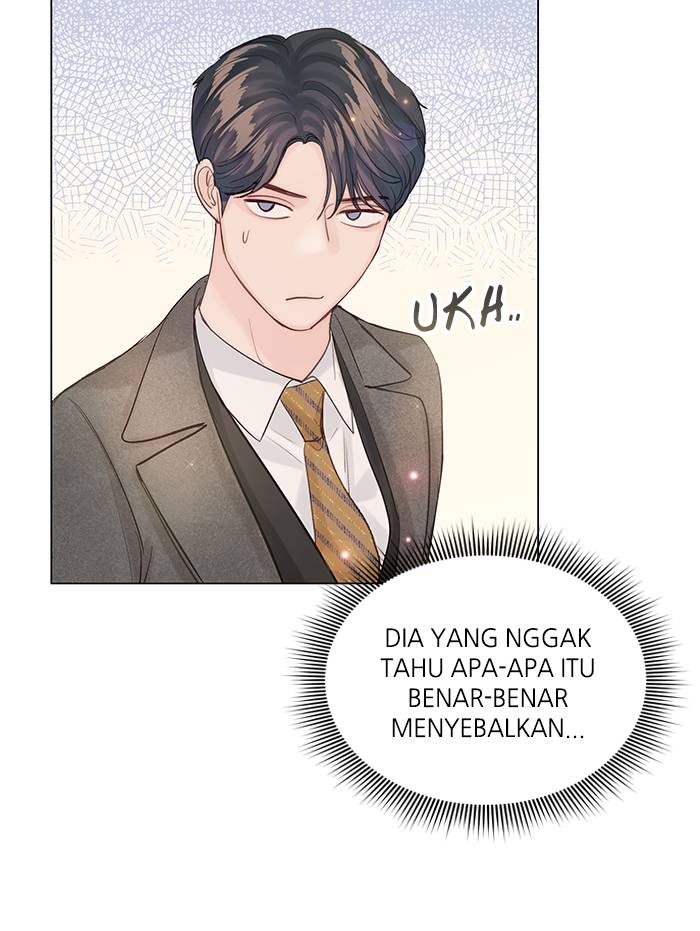 UKH..
DIA YANG NGGAK
TAHU APA-APA ITU
BENAR-BENAR
MENYEBALKAN...